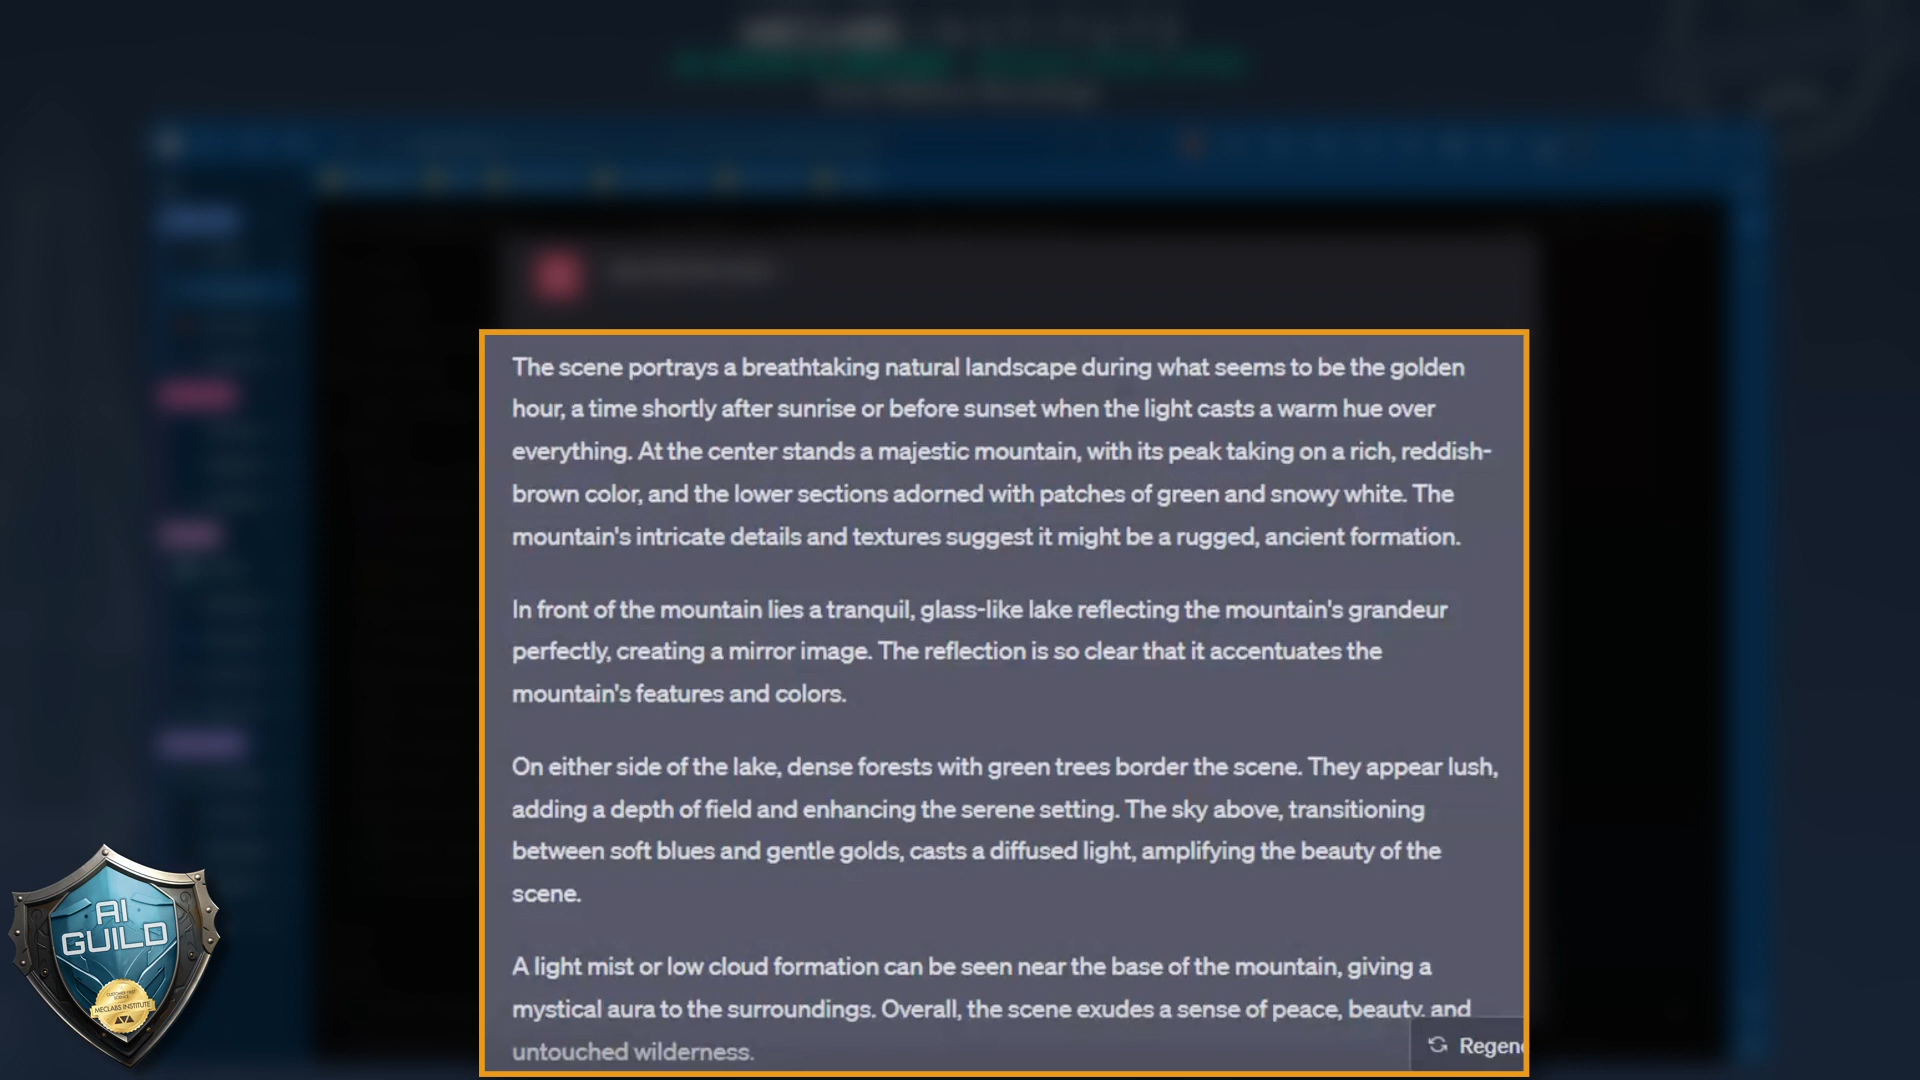 The scene portrays a breathtaking natural landscape during what seems to be the golden
hour, a time shortly after sunrise or before sunset when the light casts a warm hue over
everything. At the center stands a majestic mountain, with its peak taking on a rich, reddish-
brown color, and the lower sections adorned with patches of green and snowy white. The
mountain's intricate details and textures suggest it might be a rugged, ancient formation.
In front of the mountain lies a tranquil, glass-like lake reflecting the mountain's grandeur
perfectly, creating a mirror image. The reflection is so clear that it accentuates the
mountain's features and colors.
On either side of the lake, dense forests with green trees border the scene. They appear lush,
adding a depth of field and enhancing the serene setting. The sky above, transitioning
between soft blues and gentle golds, casts a diffused light, amplifying the beauty of the
scene.
A light mist or low cloud formation can be seen near the base of the mountain, giving a
mystical aura to the surroundings. Overall, the scene exudes a sense of peace, beauty, and
untouched wilderness.
Regene
AI
GUILD
MECLABS INSTITUTE